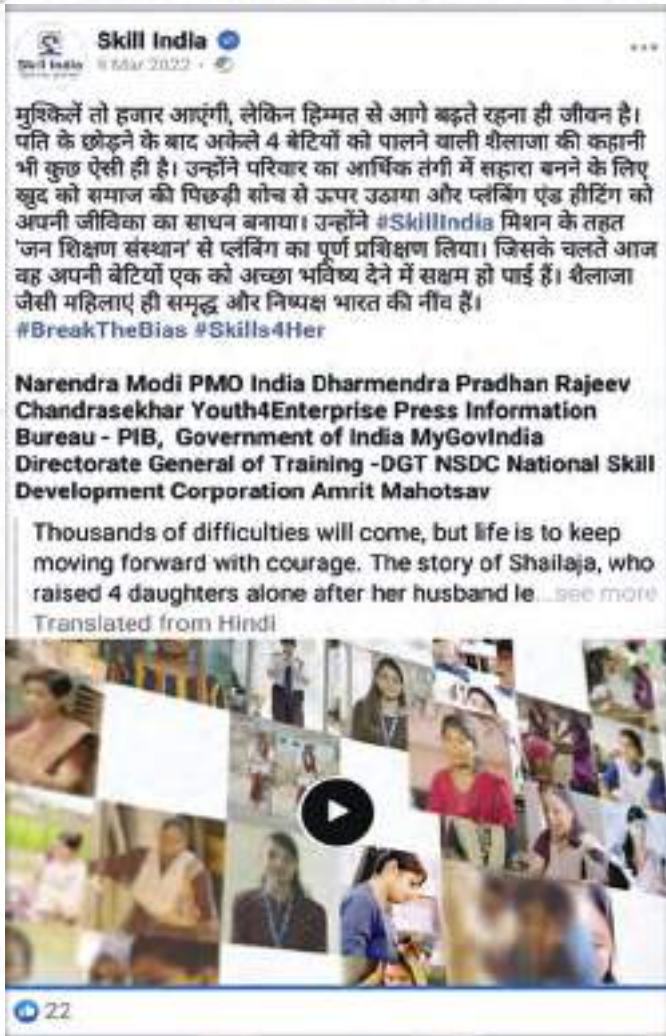 Skill India
Skill India
9 Mar 2022
मुश्किलें तो हजार आएंगी, लेकिन हिम्मत से आगे बढ़ते रहना ही जीवन है।
पति के छोड़ने के बाद अकेले 4 बेटियों को पालने वाली शैलाजा की कहानी
भी कुछ ऐसी ही है। उन्होंने परिवार का आर्थिक तंगी में सहारा बनने के लिए
खुद को समाज की पिछड़ी सोच से ऊपर उठाया और प्लंबिंग एंड हीटिंग को
अपनी जीविका का साधन बनाया। उन्होंने #SkillIndia मिशन के तहत
'जन शिक्षण संस्थान' से प्लंबिंग का पूर्ण प्रशिक्षण लिया। जिसके चलते आज
वह अपनी बेटियों एक को अच्छा भविष्य देने में सक्षम हो पाई हैं। शैलाजा
जैसी महिलाएं ही समृद्ध और निष्पक्ष भारत की नींव हैं।
#BreakTheBias #Skills4Her
Narendra Modi PMO India Dharmendra Pradhan Rajeev
Chandrasekhar Youth4Enterprise Press Information
Bureau - PIB, Government of India MyGovIndia
Directorate General of Training -DGT NSDC National Skill
Development Corporation Amrit Mahotsav
Thousands of difficulties will come, but life is to keep
moving forward with courage. The story of Shailaja, who
raised 4 daughters alone after her husband le...see more
Translated from Hindi
22